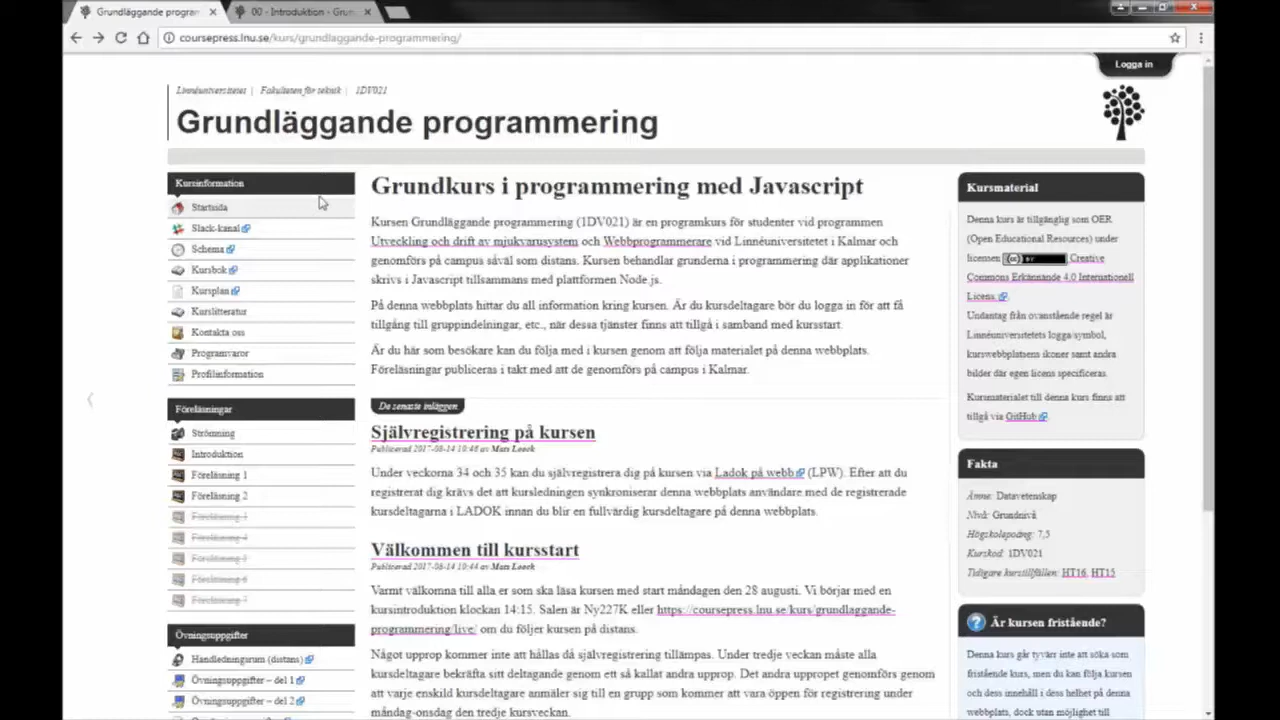 Grundläggande program
00 - Introduktion - Grun
coursepress.lnu.se/kurs/grundlaggande-programmering/
Logga in
Linnéuniversitetet | Fakulteten för teknik | 1DV021
Grundläggande programmering
Kursinformation
Startsida
Slack-kanal
Schema
Kursbok
Kursplan
Kurslitteratur
Kontakta oss
Programvaror
Profilinformation
Föreläsningar
Strömning
Introduktion
Föreläsning 1
Föreläsning 2
Föreläsning 3
Föreläsning 4
Föreläsning 5
Föreläsning 6
Föreläsning 7
Övningsuppgifter
Handledningsrum (distans)
Övningsuppgifter – del 1
Övningsuppgifter – del 2
Grundkurs i programmering med Javascript
Kursen Grundläggande programmering (1DV021) är en programkurs för studenter vid programmen
Utveckling och drift av mjukvarusystem och Webbprogrammerare vid Linnéuniversitetet i Kalmar och
genomförs på campus såväl som distans. Kursen behandlar grunderna i programmering där applikationer
skrivs i Javascript tillsammans med plattformen Node.js.
På denna webbplats hittar du all information kring kursen. Är du kursdeltagare bör du logga in för att få
tillgång till gruppindelningar, etc., när dessa tjänster finns att tillgå i samband med kursstart.
Är du här som besökare kan du följa med i kursen genom att följa materialet på denna webbplats.
Föreläsningar publiceras i takt med att de genomförs på campus i Kalmar.
De senaste inläggen
Självregistrering på kursen
Publicerad 2017-08-14 10:46 av Mats Loock
Under veckorna 34 och 35 kan du självregistrera dig på kursen via Ladok på webb (LPW). Efter att du
registrerat dig krävs det att kursledningen synkroniserar denna webbplats användare med de registrerade
kursdeltagarna i LADOK innan du blir en fullvärdig kursdeltagare på denna webbplats.
Välkommen till kursstart
Publicerad 2017-08-14 10:44 av Mats Loock
Varmt välkomna till alla er som ska läsa kursen med start måndagen den 28 augusti. Vi börjar med en
kursintroduktion klockan 14:15. Salen är Ny227K eller https://coursepress.lnu.se/kurs/grundlaggande-
programmering/live/ om du följer kursen på distans.
Något upprop kommer inte att hållas då självregistrering tillämpas. Under tredje veckan måste alla
kursdeltagare bekräfta sitt deltagande genom ett så kallat andra upprop. Det andra uppropet genomförs genom
att varje enskild kursdeltagare anmäler sig till en grupp som kommer att vara öppen för registrering under
måndag-onsdag den tredje kursveckan.
Kursmaterial
Denna kurs är tillgänglig som OER
(Open Educational Resources) under
licensen cc BY Creative
Commons Erkännande 4.0 Internationell
Licens.
Undantag från ovanstående regel är
Linnéuniversitetets logga/symbol,
kurswebbplatsens ikoner samt andra
bilder där egen licens specificeras.
Kursmaterialet till denna kurs finns att
tillgå via GitHub
Fakta
Ämne: Datavetenskap
Nivå: Grundnivå
Högskolepoäng: 7,5
Kurskod: 1DV021
Tidigare kurstillfällen: HT16, HT15
Är kursen fristående?
Denna kurs går tyvärr inte att söka som
fristående kurs, men du kan följa kursen
och dess innehåll i dess helhet på denna
webbplats, dock utan möjlighet till